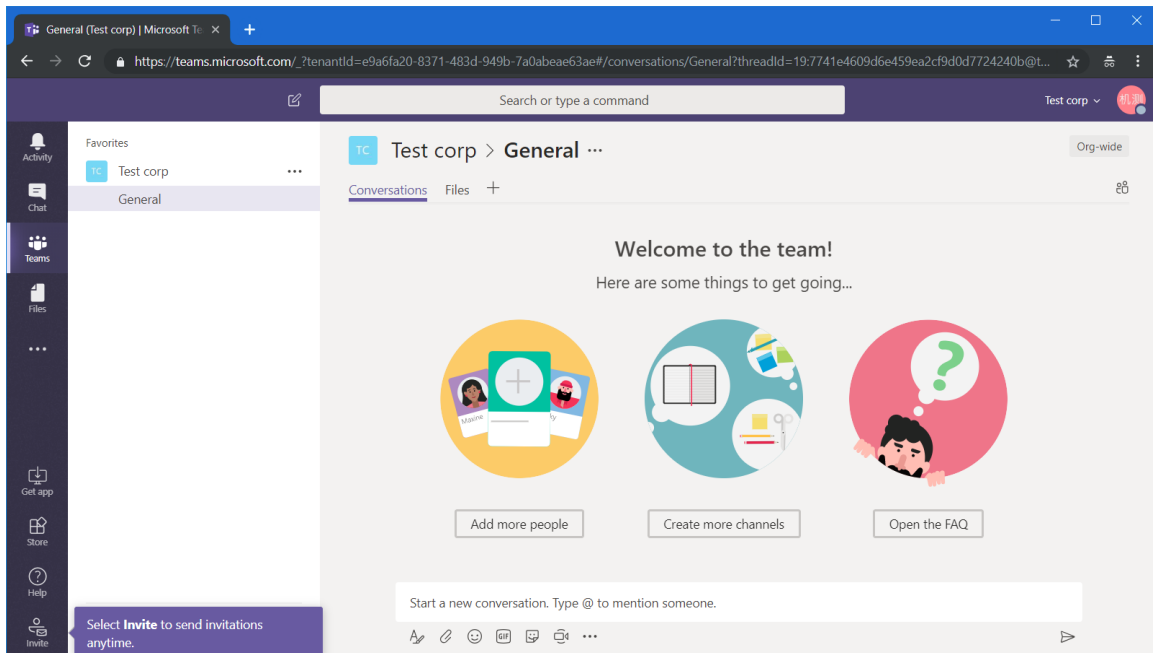 General (Test corp) | Microsoft Te
https://teams.microsoft.com/_?tenantId=e9a6fa20-8371-483d-949b-7a0abeae63ae#/conversations/General?threadId=19:7741e4609d6e459ea2cf9d0d7724240b@t...
Search or type a command
Test corp
机测
Activity
Chat
Teams
Files
Get app
Store
Help
Invite
Favorites
TC Test corp
General
TC Test corp > General
Org-wide
Conversations Files
Welcome to the team!
Here are some things to get going...
Maxine
Add more people
Create more channels
Open the FAQ
Start a new conversation. Type @ to mention someone.
GIF
Select Invite to send invitations
anytime.